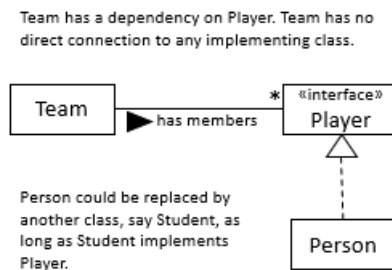 Team has a dependency on Player. Team has no
direct connection to any implementing class.
Team
*
«interface»
Player
has members
Person could be replaced by
another class, say Student, as
long as Student implements
Player.
Person